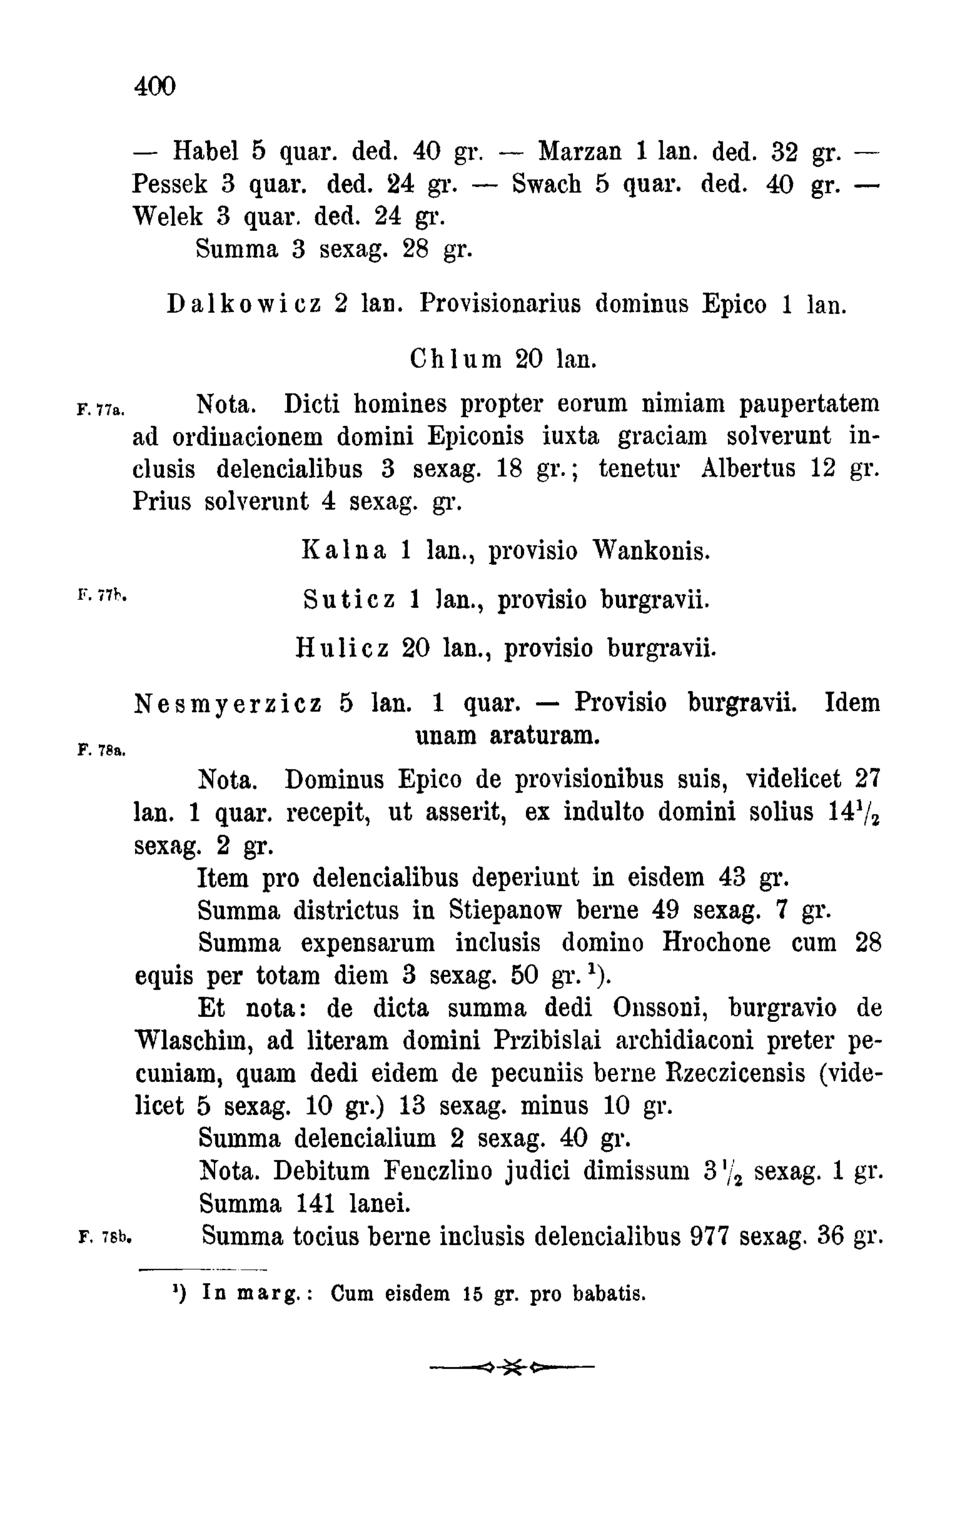 400
— Habel 5 quar. ded. 40 gr. — Marzan 1 lan. ded. 32 gr. —
Pessek 3 quar. ded. 24 gr. — Swach 5 quar. ded. 40 gr. —
Welek 3 quar. ded. 24 gr.
Summa 3 sexag. 28 gr.
Dalkowicz 2 lan. Provisionarius dominus Epico 1 lan.
Chlum 20 lan.
F. 77a. Nota. Dicti homines propter eorum nimiam paupertatem
ad ordinacionem domini Epiconis iuxta graciam solverunt in-
clusis delencialibus 3 sexag. 18 gr.; tenetur Albertus 12 gr.
Prius solverunt 4 sexag. gr.
Kalna 1 lan., provisio Wankonis.
F. 77b. Suticz 1 lan., provisio burgravii.
Hulicz 20 lan., provisio burgravii.
Nesmyerzicz 5 lan. 1 quar. — Provisio burgravii. Idem
unam araturam.
F. 78a.
Nota. Dominus Epico de provisionibus suis, videlicet 27
lan. 1 quar. recepit, ut asserit, ex indulto domini solius 14½
sexag. 2 gr.
Item pro delencialibus deperiunt in eisdem 43 gr.
Summa districtus in Stiepanow berne 49 sexag. 7 gr.
Summa expensarum inclusis domino Hrochone cum 28
equis per totam diem 3 sexag. 50 gr. ¹).
Et nota: de dicta summa dedi Onssoni, burgravio de
Wlaschim, ad literam domini Przibislai archidiaconi preter pe-
cuniam, quam dedi eidem de pecuniis berne Rzeczicensis (vide-
licet 5 sexag. 10 gr.) 13 sexag. minus 10 gr.
Summa delencialium 2 sexag. 40 gr.
Nota. Debitum Fenczlino judici dimissum 3½ sexag. 1 gr.
Summa 141 lanei.
F. 78b. Summa tocius berne inclusis delencialibus 977 sexag. 36 gr.
¹) In marg.: Cum eisdem 15 gr. pro babatis.